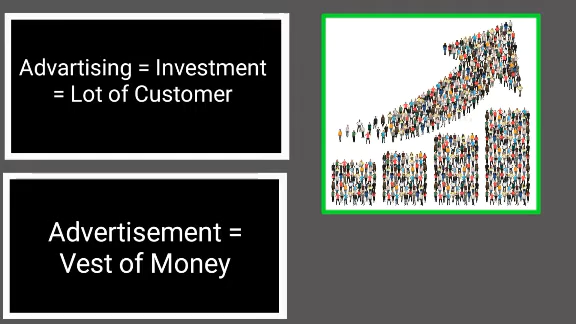 Advartising = Investment
= Lot of Customer
Advertisement =
Vest of Money